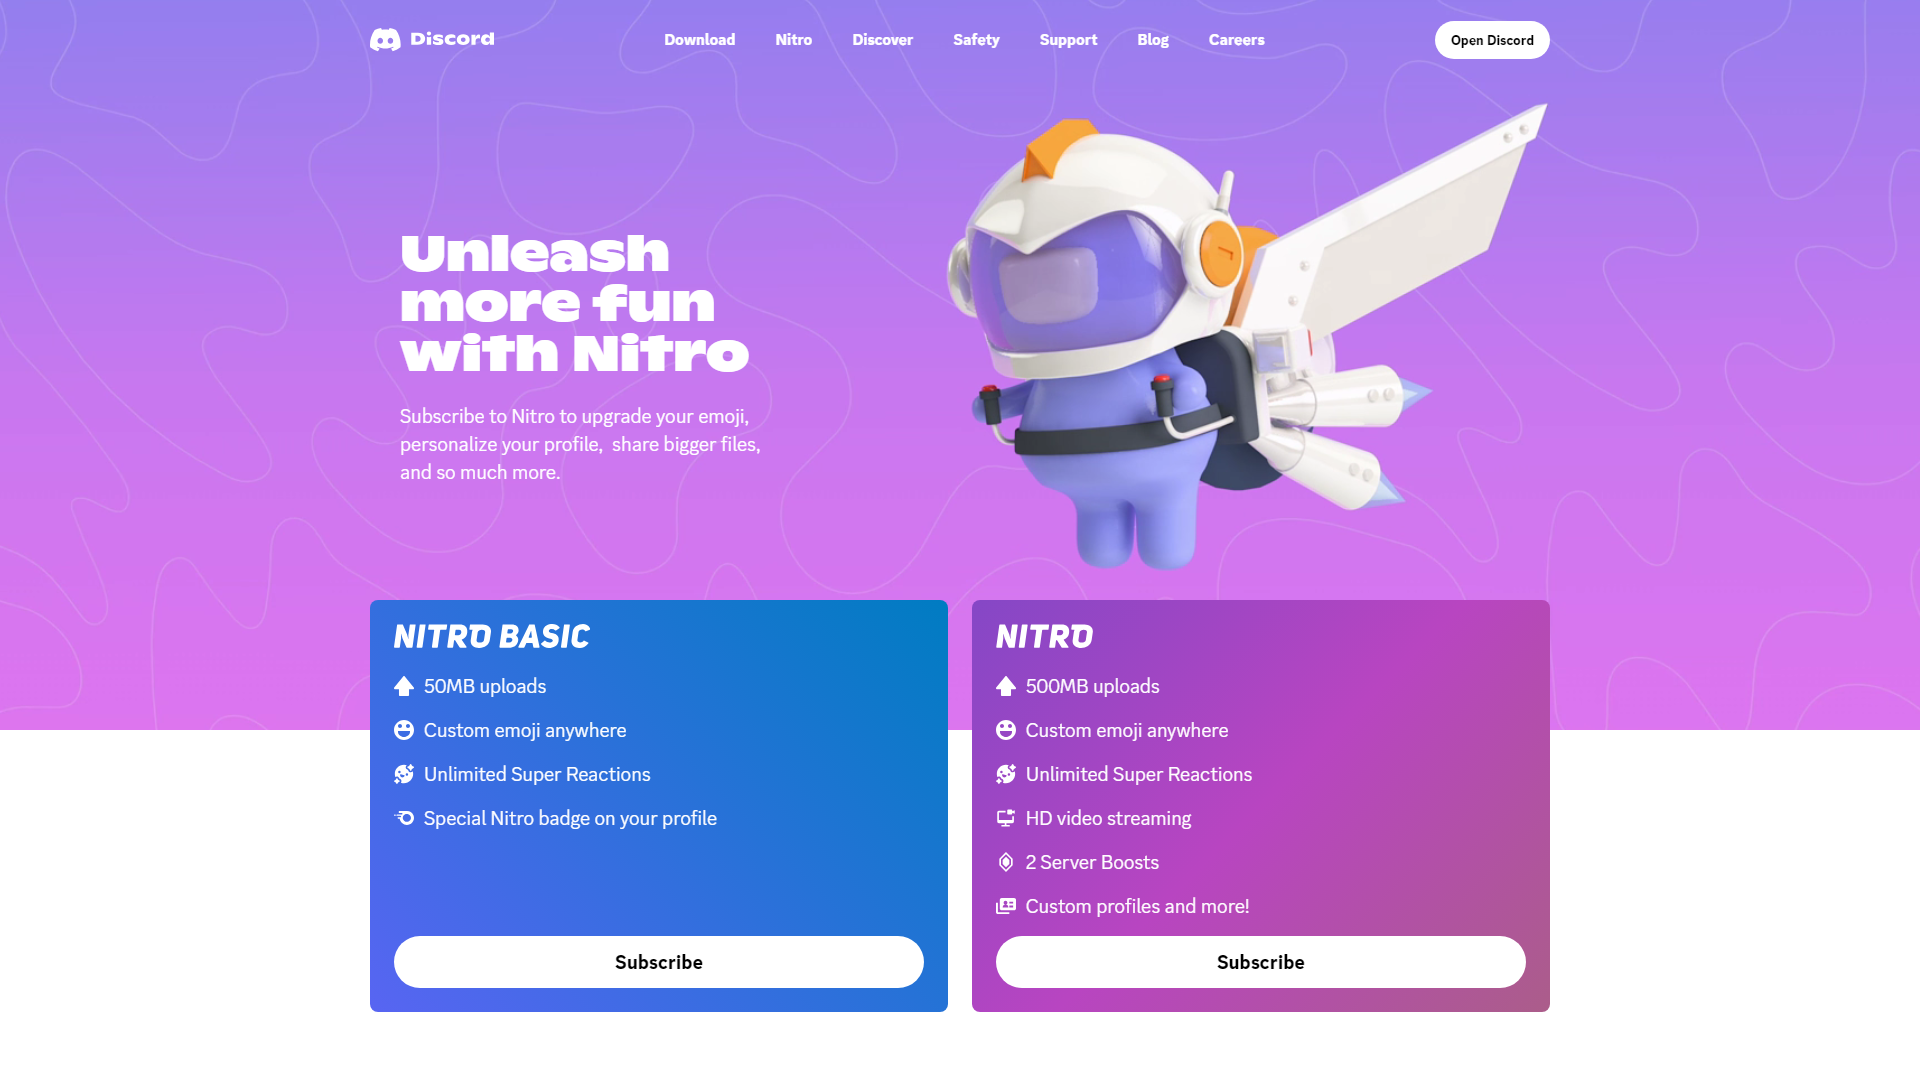 Discord
Download
Nitro
Discover
Safety
Support
Blog
Careers
Open Discord
Unleash
more fun
with Nitro
Subscribe to Nitro to upgrade your emoji,
personalize your profile,  share bigger files,
and so much more.
NITRO BASIC
50MB uploads
Custom emoji anywhere
Unlimited Super Reactions
Special Nitro badge on your profile
Subscribe
NITRO
500MB uploads
Custom emoji anywhere
Unlimited Super Reactions
HD video streaming
2 Server Boosts
Custom profiles and more!
Subscribe